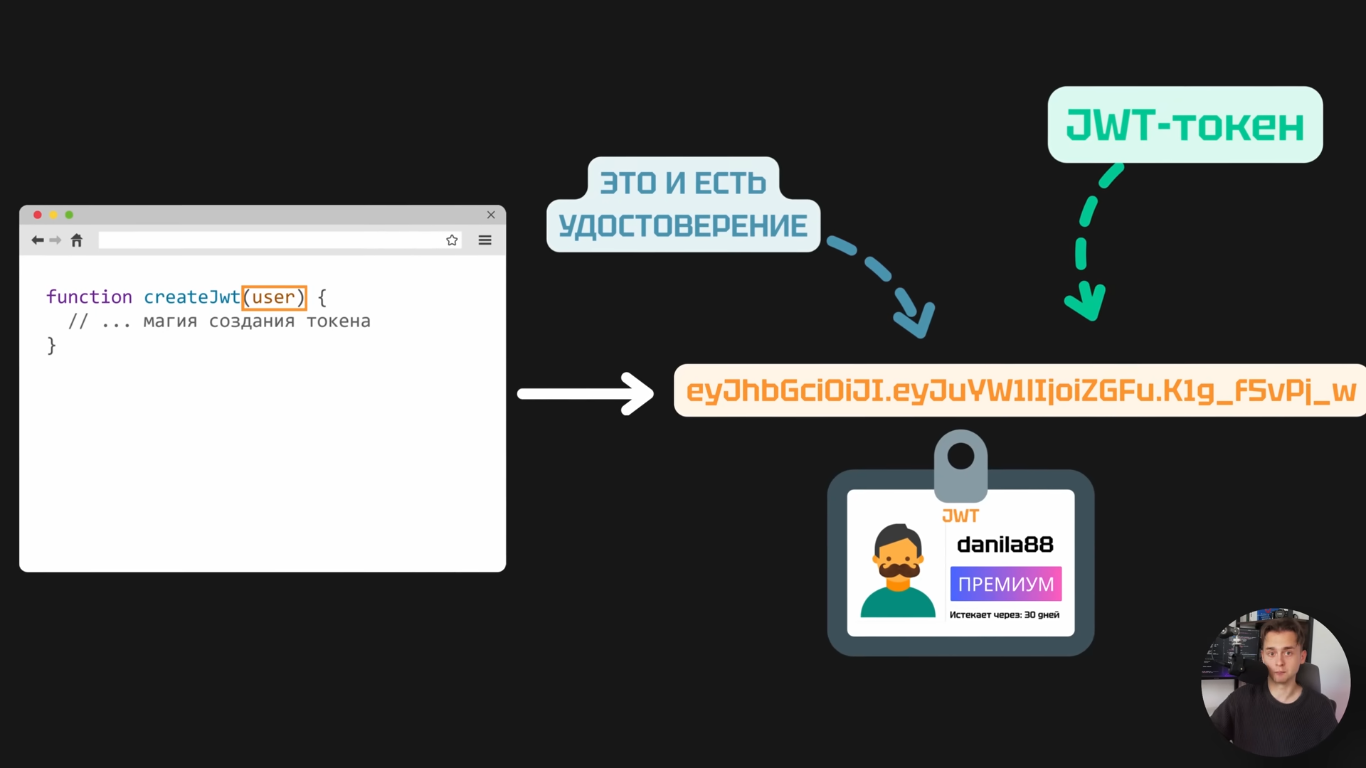 JWT-токен
ЭТО И ЕСТЬ
УДОСТОВЕРЕНИЕ
function createJwt(user) {
// ... магия создания токена
}
eyJhbGciOiJI.eyJuYW1lIjoiZGFu.K1g_f5vPj_w
JWT
danila88
ПРЕМИУМ
Истекает через: 30 дней